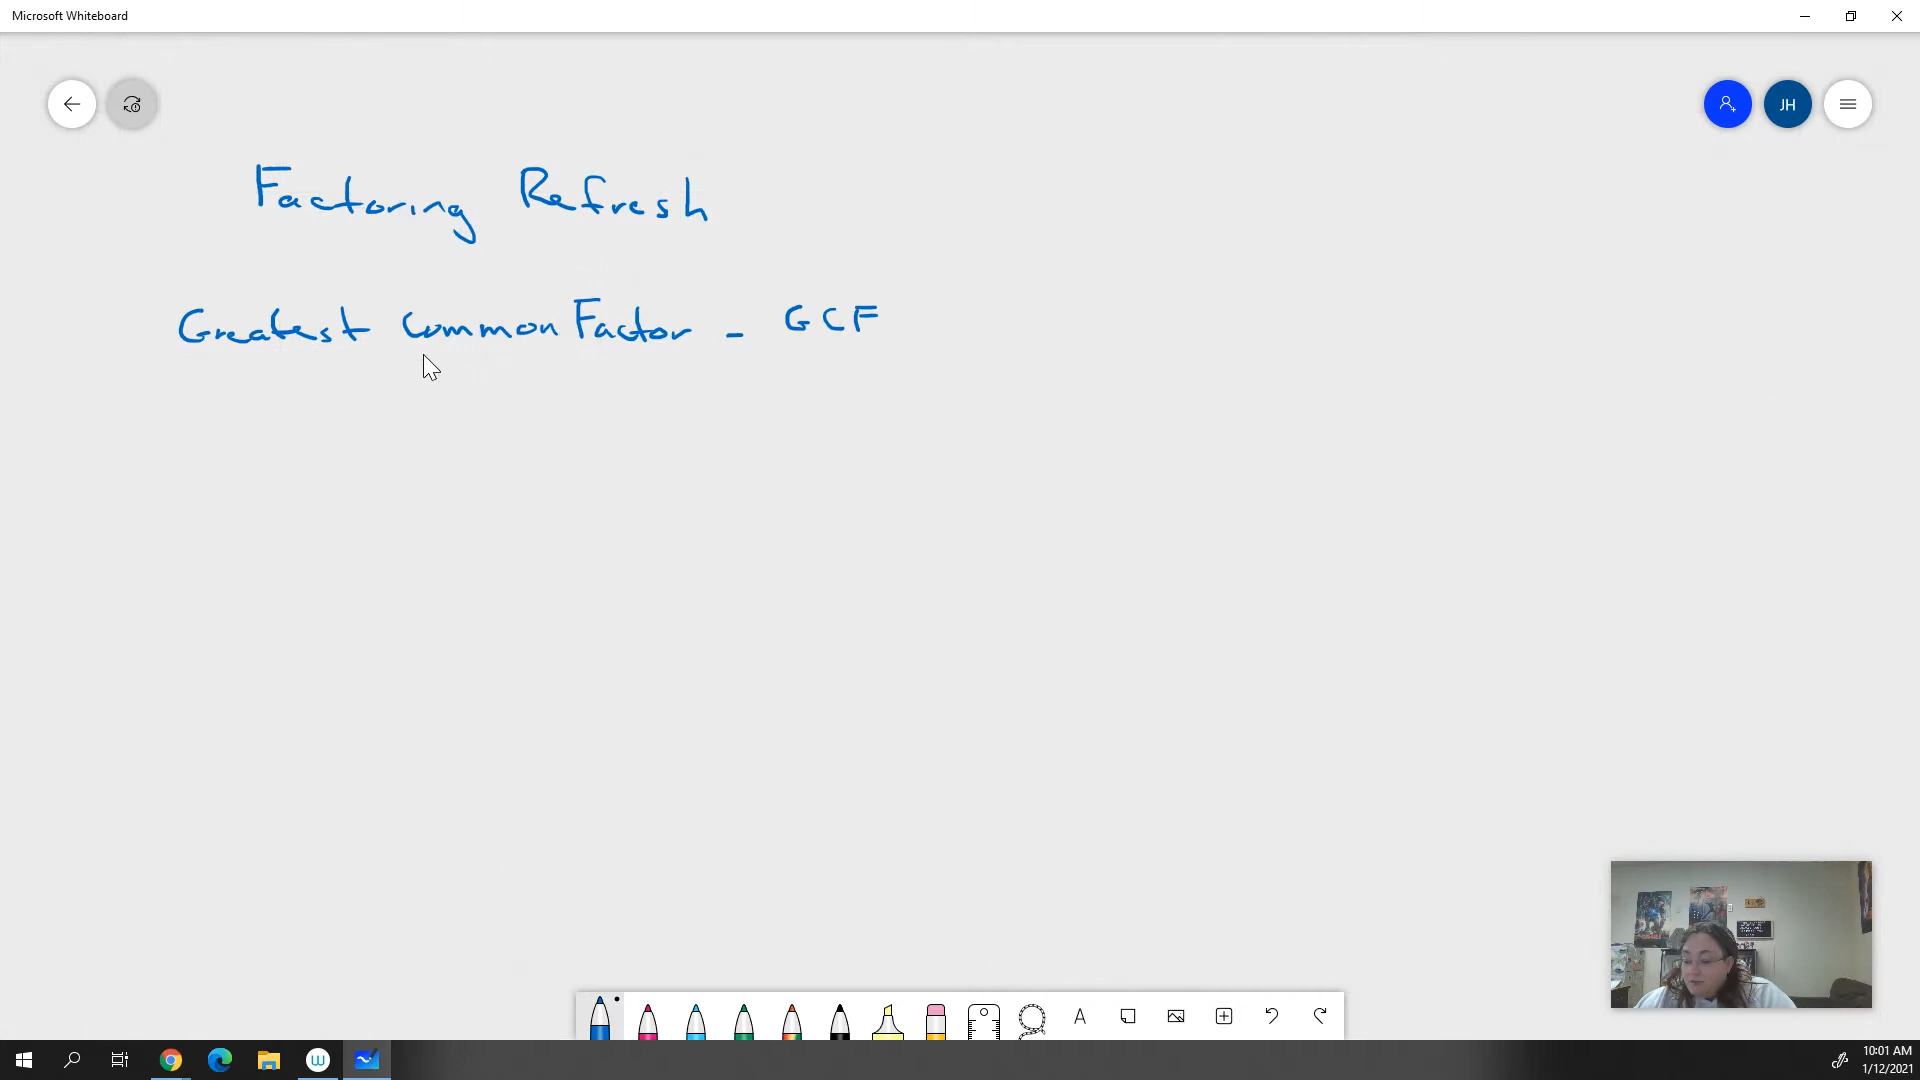 Microsoft Whiteboard
JH
Factoring Refresh
Greatest Common Factor - GCF
A
10:01 AM
1/12/2021